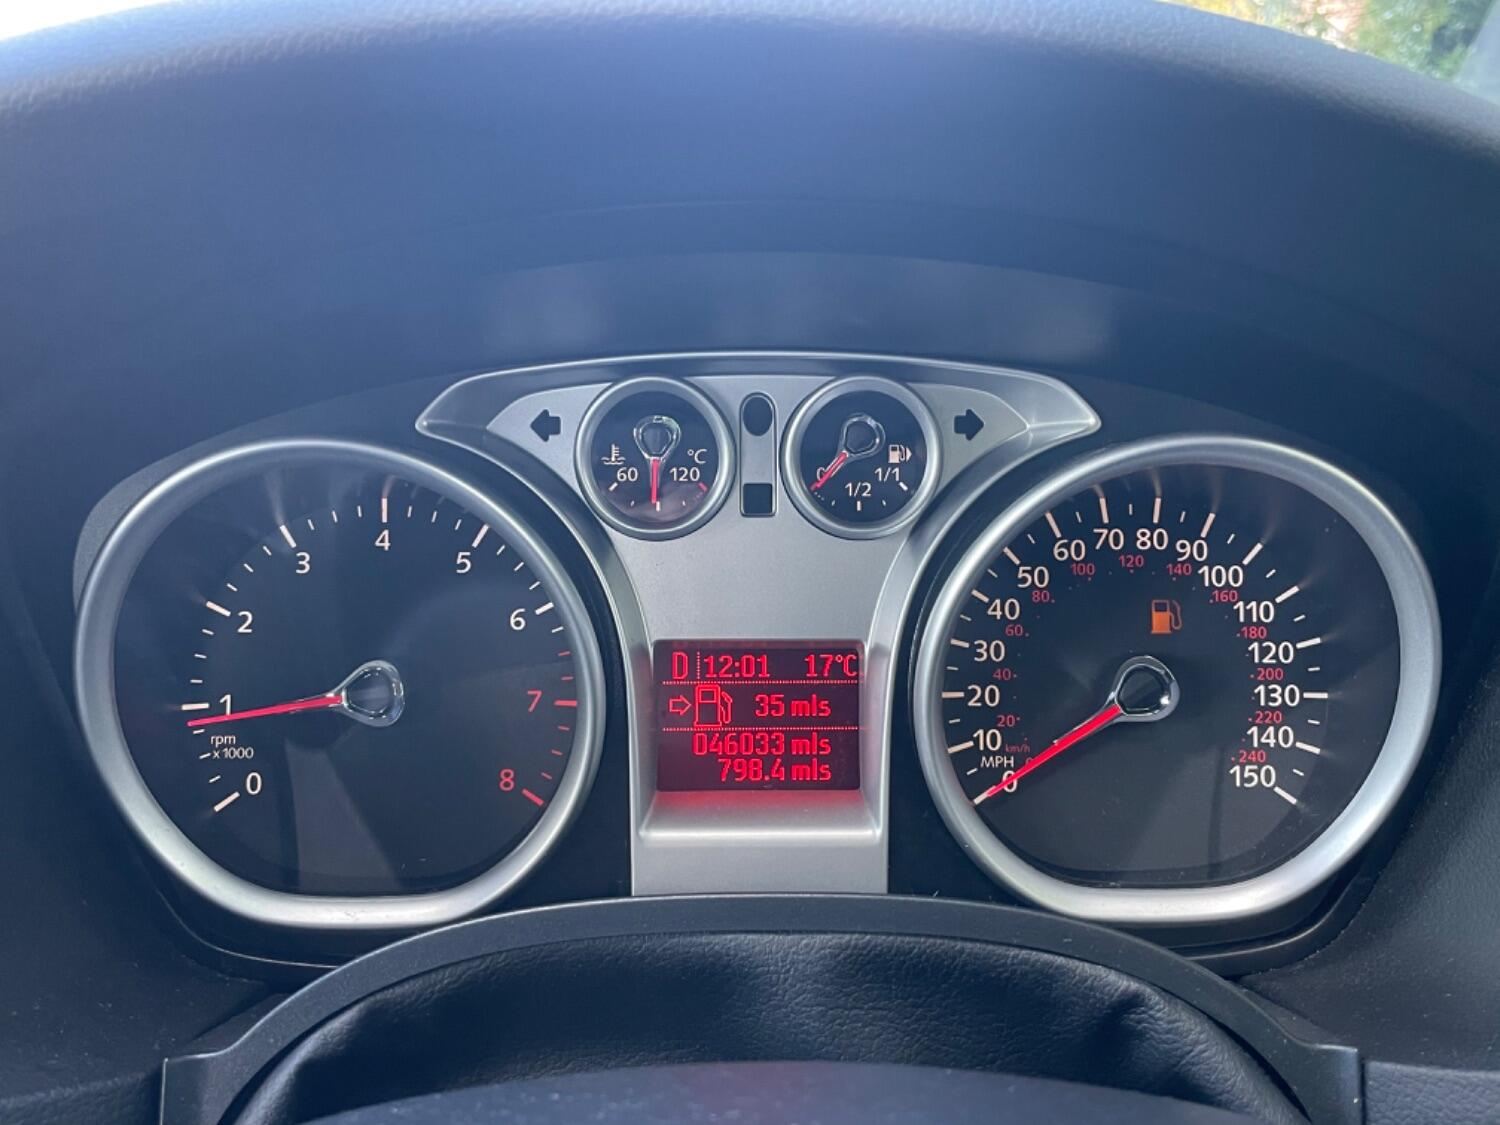 60 120 °C
0 1/2 1/1
0 1 2 3 4 5 6 7 8
rpm
x1000
D 12:01 17°C
35 mls
046033 mls
798.4 mls
0 10 20 30 40 50 60 70 80 90 100 110 120 130 140 150
MPH
km/h
0 20 40 60 80 100 120 140 160 180 200 220 240